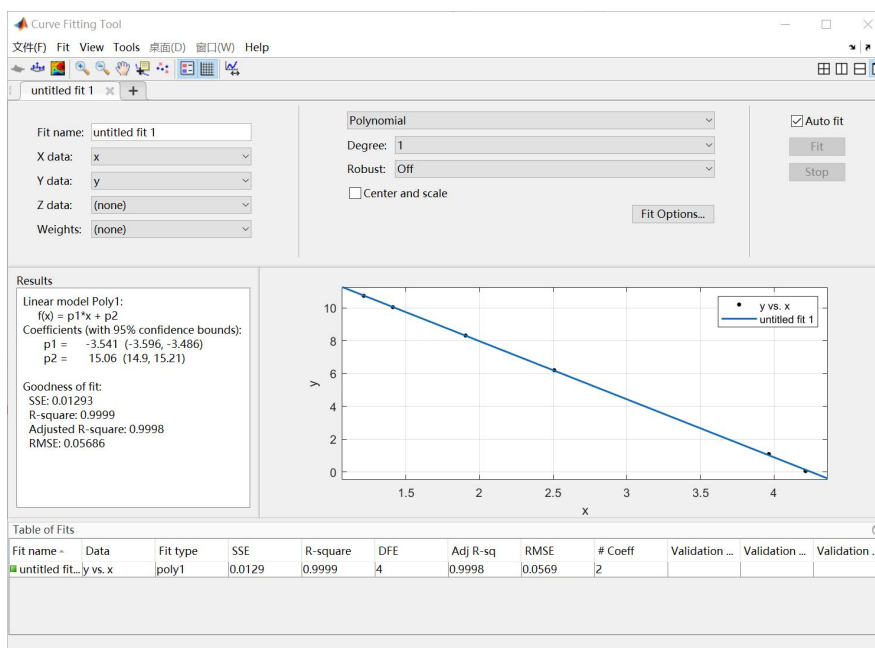 Curve Fitting Tool
文件(F) Fit View Tools 桌面(D) 窗口(W) Help
untitled fit 1
Fit name: untitled fit 1
X data: x
Y data: y
Z data: (none)
Weights: (none)
Polynomial
Degree: 1
Robust: Off
Center and scale
Fit Options...
Auto fit
Fit
Stop
Results
Linear model Poly1:
f(x) = p1*x + p2
Coefficients (with 95% confidence bounds):
p1 = -3.541 (-3.596, -3.486)
p2 = 15.06 (14.9, 15.21)
Goodness of fit:
SSE: 0.01293
R-square: 0.9999
Adjusted R-square: 0.9998
RMSE: 0.05686
y vs. x
untitled fit 1
10
8
6
4
2
0
y
1.5 2 2.5 3 3.5 4
x
Table of Fits
Fit name Data Fit type SSE R-square DFE Adj R-sq RMSE # Coeff Validation ... Validation ... Validation .
untitled fit... y vs. x poly1 0.0129 0.9999 4 0.9998 0.0569 2